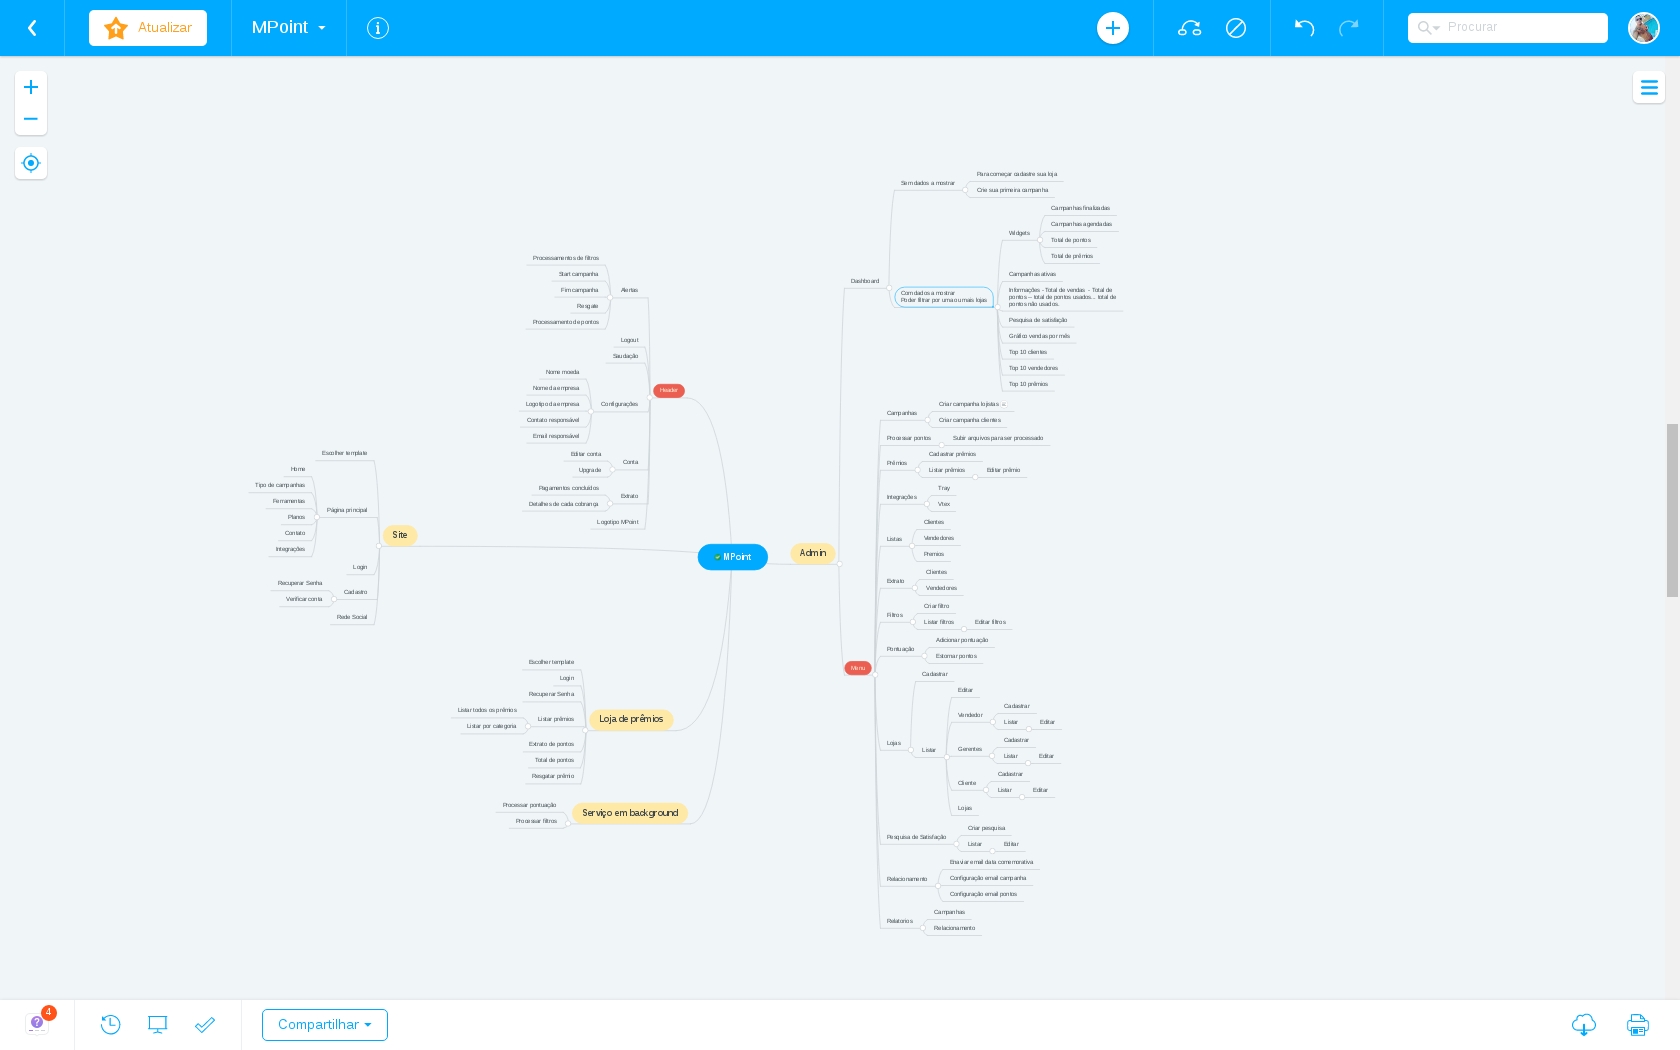 Atualizar
MPoint
Procurar
Para começar cadastre sua loja
Sem dados a mostrar
Crie sua primeira campanha
Campanhas finalizadas
Campanhas agendadas
Widgets
Total de pontos
Total de prêmios
Dashboard
Campanhas ativas
Com dados a mostrar
Poder filtrar por uma ou mais lojas
Informações - Total de vendas - Total de
pontos -- total de pontos usados... total de
pontos não usados.
Pesquisa de satisfação
Gráfico vendas por mês
Top 10 clientes
Top 10 vendedores
Top 10 prêmios
Processamentos de filtros
Start campanha
Fim campanha
Alertas
Resgate
Processamento de pontos
Logout
Saudação
Nome moeda
Nome da empresa
Header
Logotipo da empresa
Configurações
Contato responsável
Email responsável
Editar conta
Conta
Upgrade
Pagamentos concluídos
Extrato
Detalhes de cada cobrança
Logotipo MPoint
Escolher template
Home
Tipo de campanhas
Ferramentas
Página principal
Planos
Contato
Integrações
Site
Login
Recuperar Senha
Cadastro
Verificar conta
Rede Social
MPoint
Admin
Escolher template
Login
Recuperar Senha
Listar todos os prêmios
Listar prêmios
Listar por categoria
Loja de prêmios
Extrato de pontos
Total de pontos
Resgatar prêmio
Processar pontuação
Serviço em background
Processar filtros
Menu
Criar campanha lojistas
Campanhas
Criar campanha clientes
Processar pontos
Subir arquivos para ser processado
Cadastrar prêmios
Prêmios
Listar prêmios
Editar prêmio
Tray
Integrações
Vtex
Clientes
Listas
Vendedores
Premios
Clientes
Extrato
Vendedores
Criar filtro
Filtros
Listar filtros
Editar filtros
Adicionar pontuação
Pontuação
Estornar pontos
Cadastrar
Editar
Cadastrar
Vendedor
Listar
Editar
Lojas
Listar
Cadastrar
Gerentes
Listar
Editar
Cadastrar
Cliente
Listar
Editar
Lojas
Criar pesquisa
Pesquisa de Satisfação
Listar
Editar
Enaviar email data comemorativa
Relacionamento
Configuração email campanha
Configuração email pontos
Campanhas
Relatorios
Relacionamento
4
Compartilhar